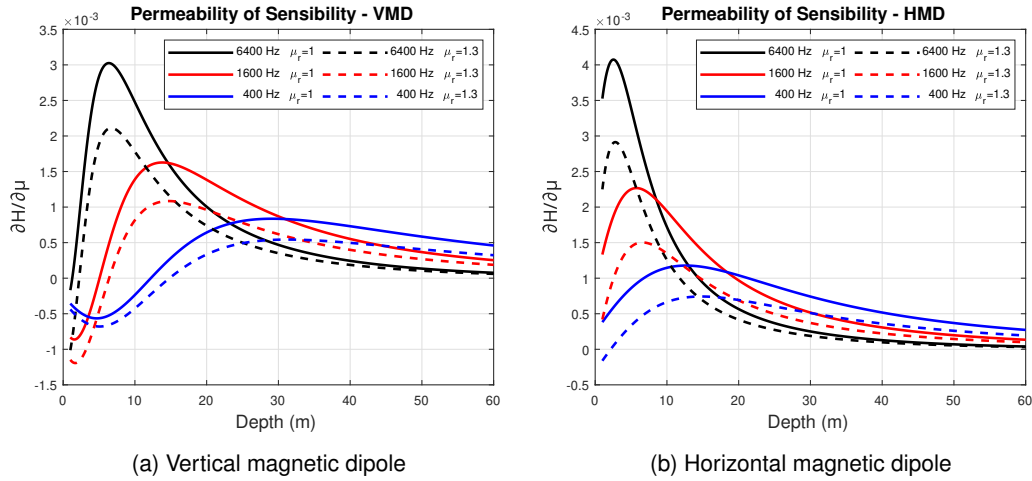 Permeability of Sensibility - VMD
×10⁻³
3.5
3
2.5
2
1.5
1
0.5
0
-0.5
-1
-1.5
0 10 20 30 40 50 60
∂H/∂μ
Depth (m)
6400 Hz μr=1 6400 Hz μr=1.3
1600 Hz μr=1 1600 Hz μr=1.3
400 Hz μr=1 400 Hz μr=1.3
(a) Vertical magnetic dipole
Permeability of Sensibility - HMD
×10⁻³
4.5
4
3.5
3
2.5
2
1.5
1
0.5
0
-0.5
0 10 20 30 40 50 60
∂H/∂μ
Depth (m)
6400 Hz μr=1 6400 Hz μr=1.3
1600 Hz μr=1 1600 Hz μr=1.3
400 Hz μr=1 400 Hz μr=1.3
(b) Horizontal magnetic dipole